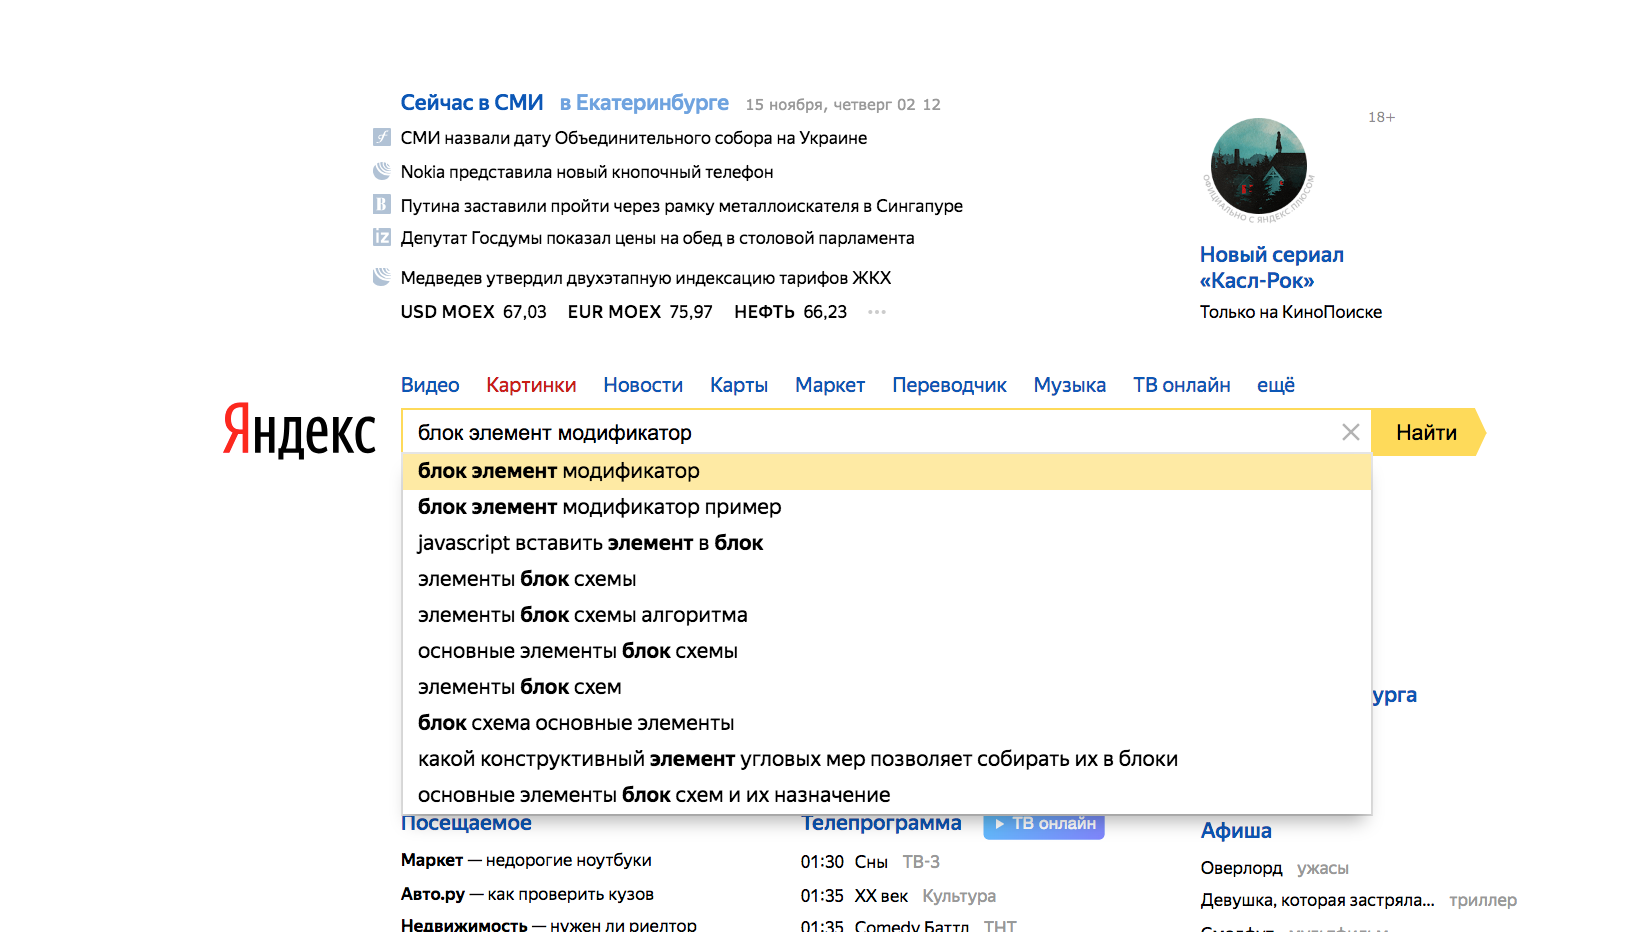 Сейчас в СМИ в Екатеринбурге 15 ноября, четверг 02 12
СМИ назвали дату Объединительного собора на Украине
Nokia представила новый кнопочный телефон
Путина заставили пройти через рамку металлоискателя в Сингапуре
Депутат Госдумы показал цены на обед в столовой парламента
Медведев утвердил двухэтапную индексацию тарифов ЖКХ
USD MOEX 67,03 EUR MOEX 75,97 НЕФТЬ 66,23 ···
18+
ОФИЦИАЛЬНО С ЯНДЕКС.ПЛЮСОМ
Новый сериал
«Касл-Рок»
Только на КиноПоиске
Видео Картинки Новости Карты Маркет Переводчик Музыка ТВ онлайн ещё
Яндекс блок элемент модификатор Найти
блок элемент модификатор
блок элемент модификатор пример
javascript вставить элемент в блок
элементы блок схемы
элементы блок схемы алгоритма
основные элементы блок схемы
элементы блок схем
блок схема основные элементы
какой конструктивный элемент угловых мер позволяет собирать их в блоки
основные элементы блок схем и их назначение
урга
Посещаемое
Маркет — недорогие ноутбуки
Авто.ру — как проверить кузов
Недвижимость — нужен ли риелтор
Телепрограмма ТВ онлайн
01:30 Сны ТВ-3
01:35 XX век Культура
01:35 Comedy Баттл ТНТ
Афиша
Оверлорд ужасы
Девушка, которая застряла... триллер
Смолфут мультфильм